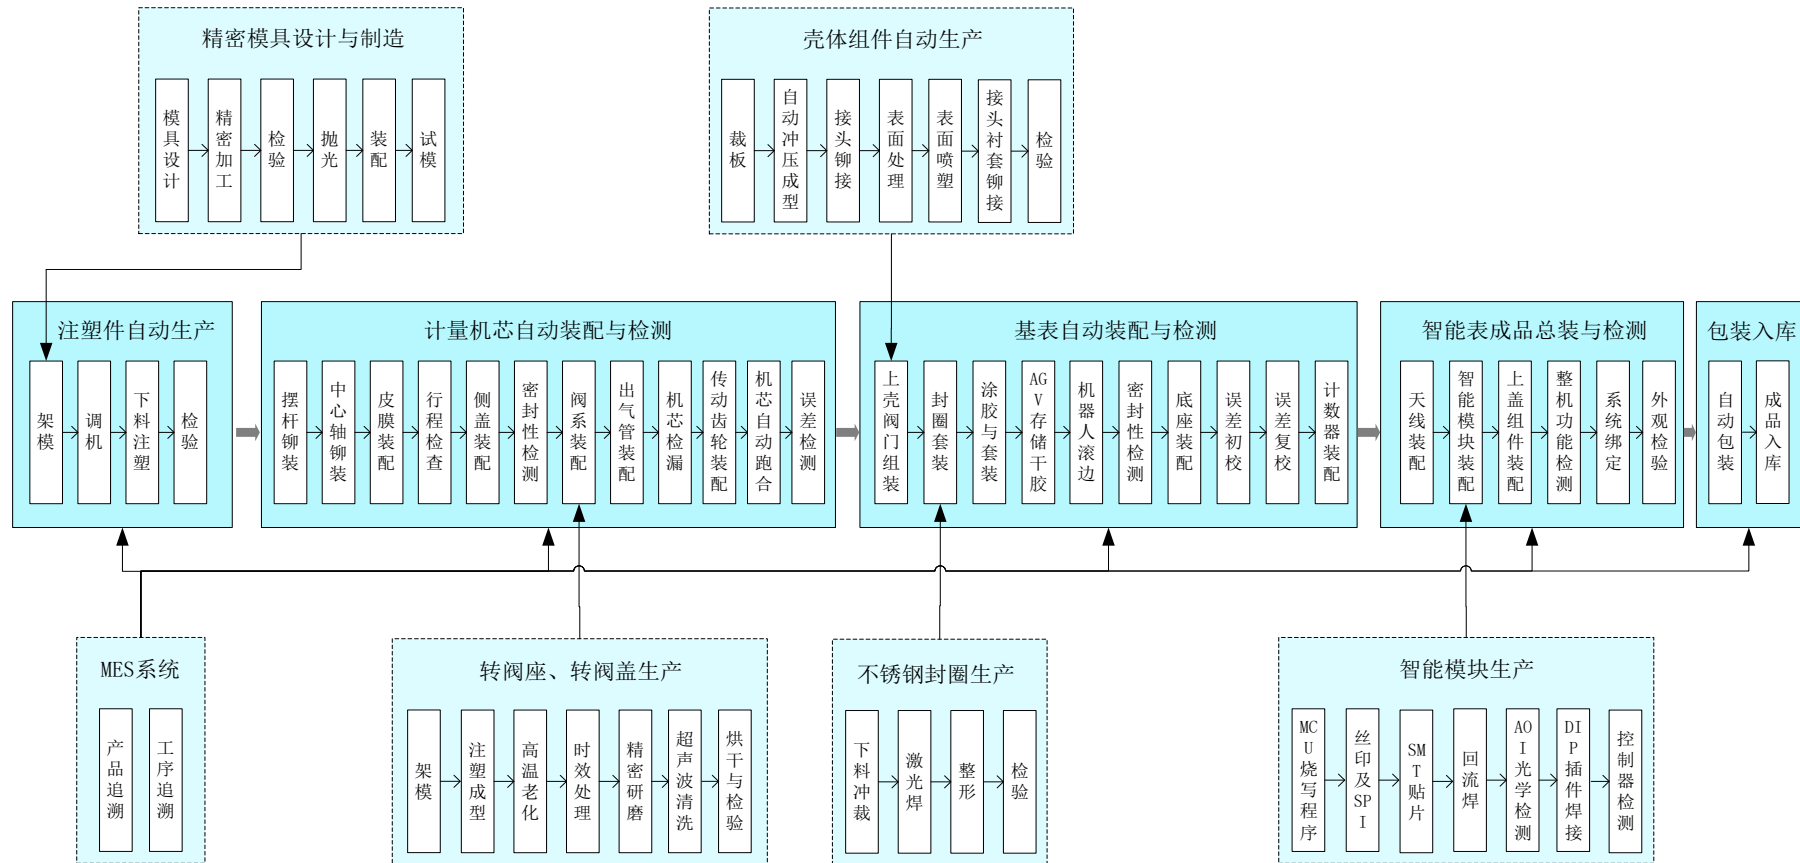 精密模具设计与制造
模具设计
精密加工
检验
抛光
装配
试模
壳体组件自动生产
裁板
自动冲压成型
接头铆接
表面处理
表面喷塑
接头衬套铆接
检验
注塑件自动生产
架模
调机
下料注塑
检验
计量机芯自动装配与检测
摆杆铆装
中心轴铆装
皮膜装配
行程检查
侧盖装配
密封性检测
阀系装配
出气管装配
机芯检漏
传动齿轮装配
机芯自动跑合
误差检测
基表自动装配与检测
上壳阀门组装
封圈套装
涂胶与套装
AGV存储干胶
机器人滚边
密封性检测
底座装配
误差初校
误差复校
计数器装配
智能表成品总装与检测
天线装配
智能模块装配
上盖组件装配
整机功能检测
系统绑定
外观检验
包装入库
自动包装
成品入库
MES系统
产品追溯
工序追溯
转阀座、转阀盖生产
架模
注塑成型
高温老化
时效处理
精密研磨
超声波清洗
烘干与检验
不锈钢封圈生产
下料冲裁
激光焊
整形
检验
智能模块生产
MCU烧写程序
丝印及SPI
SMT贴片
回流焊
AOI光学检测
DIP插件焊接
控制器检测